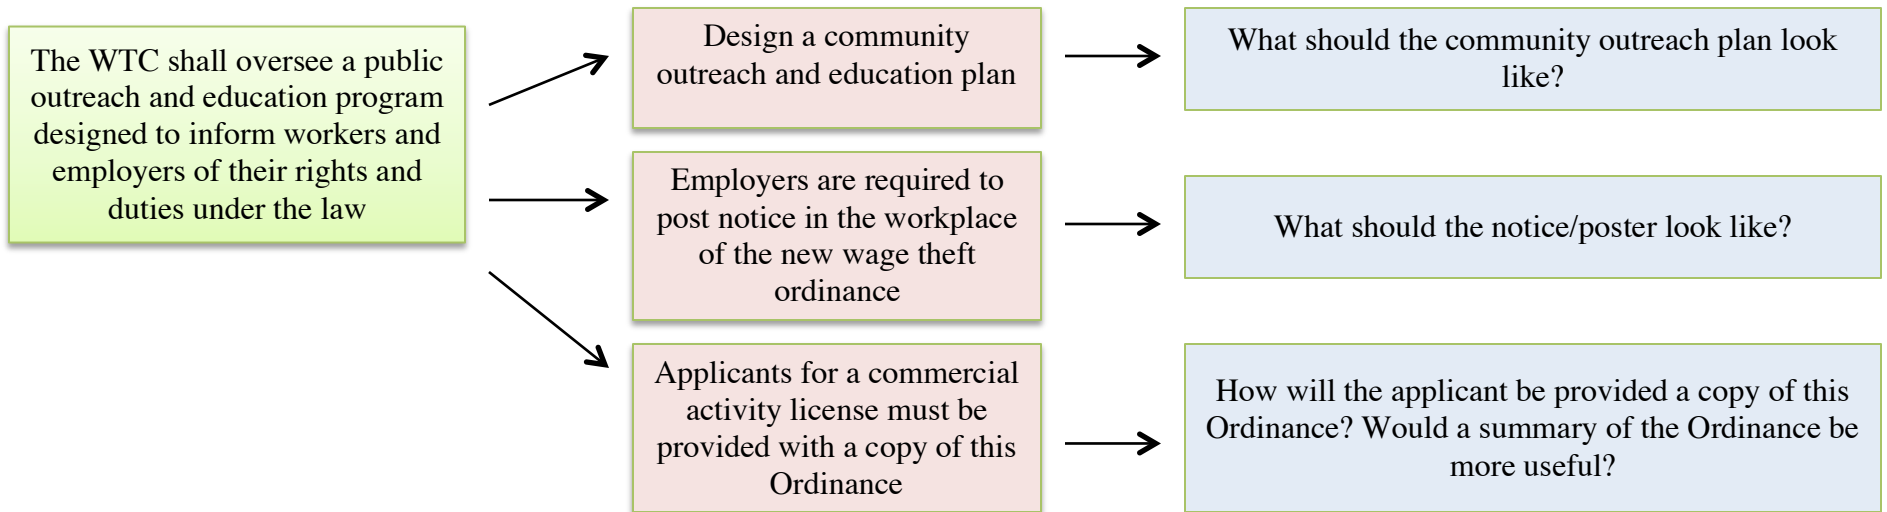 The WTC shall oversee a public
outreach and education program
designed to inform workers and
employers of their rights and
duties under the law
Design a community
outreach and education plan
What should the community outreach plan look
like?
Employers are required to
post notice in the workplace
of the new wage theft
ordinance
What should the notice/poster look like?
Applicants for a commercial
activity license must be
provided with a copy of this
Ordinance
How will the applicant be provided a copy of this
Ordinance? Would a summary of the Ordinance be
more useful?